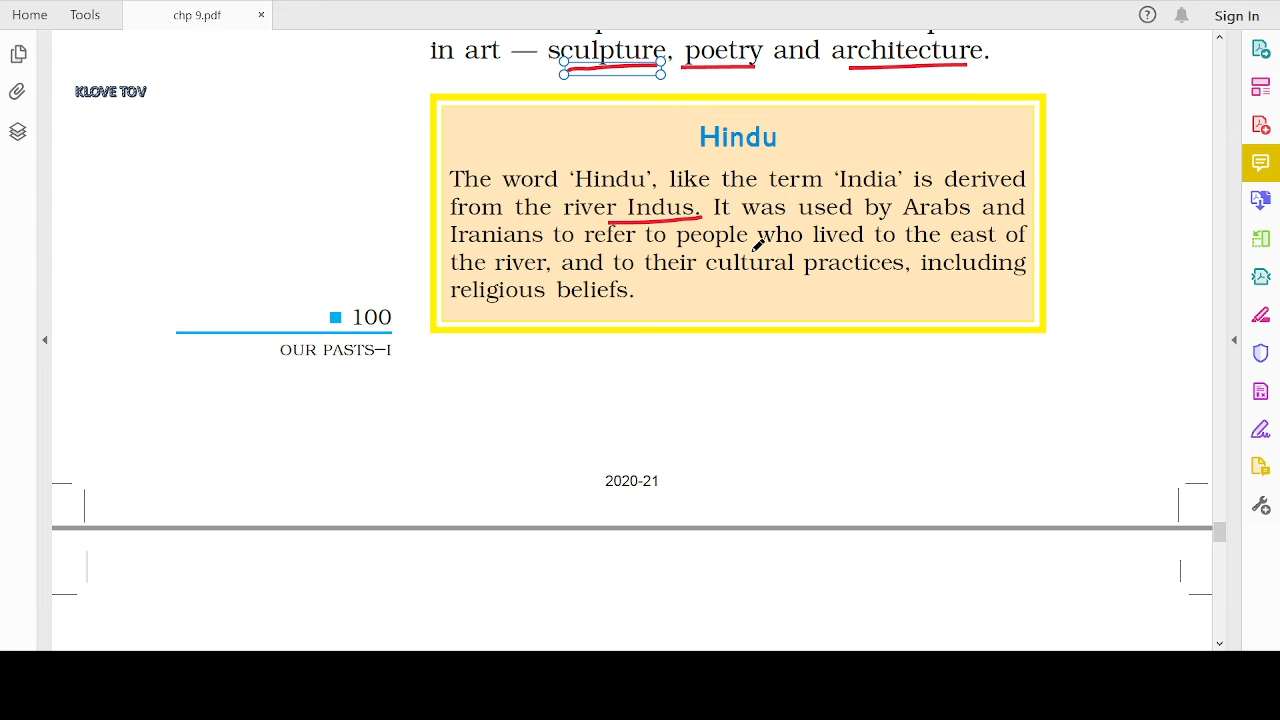 Home Tools chp 9.pdf × Sign In
in art — sculpture, poetry and architecture.
KLOVE TOV
Hindu
The word ‘Hindu’, like the term ‘India’ is derived
from the river Indus. It was used by Arabs and
Iranians to refer to people who lived to the east of
the river, and to their cultural practices, including
religious beliefs.
■ 100
OUR PASTS–I
2020-21